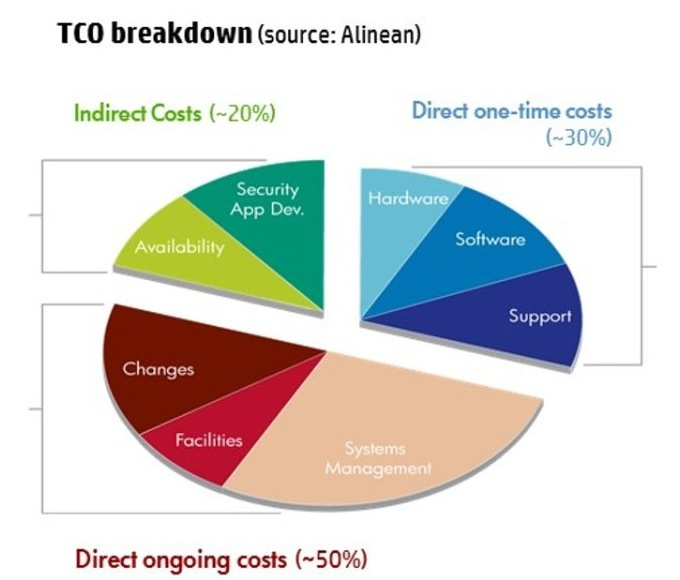 TCO breakdown (source: Alinean)
Indirect Costs (~20%)
Direct one-time costs
(~30%)
Security
App Dev.
Availability
Hardware
Software
Support
Changes
Facilities
Systems
Management
Direct ongoing costs (~50%)